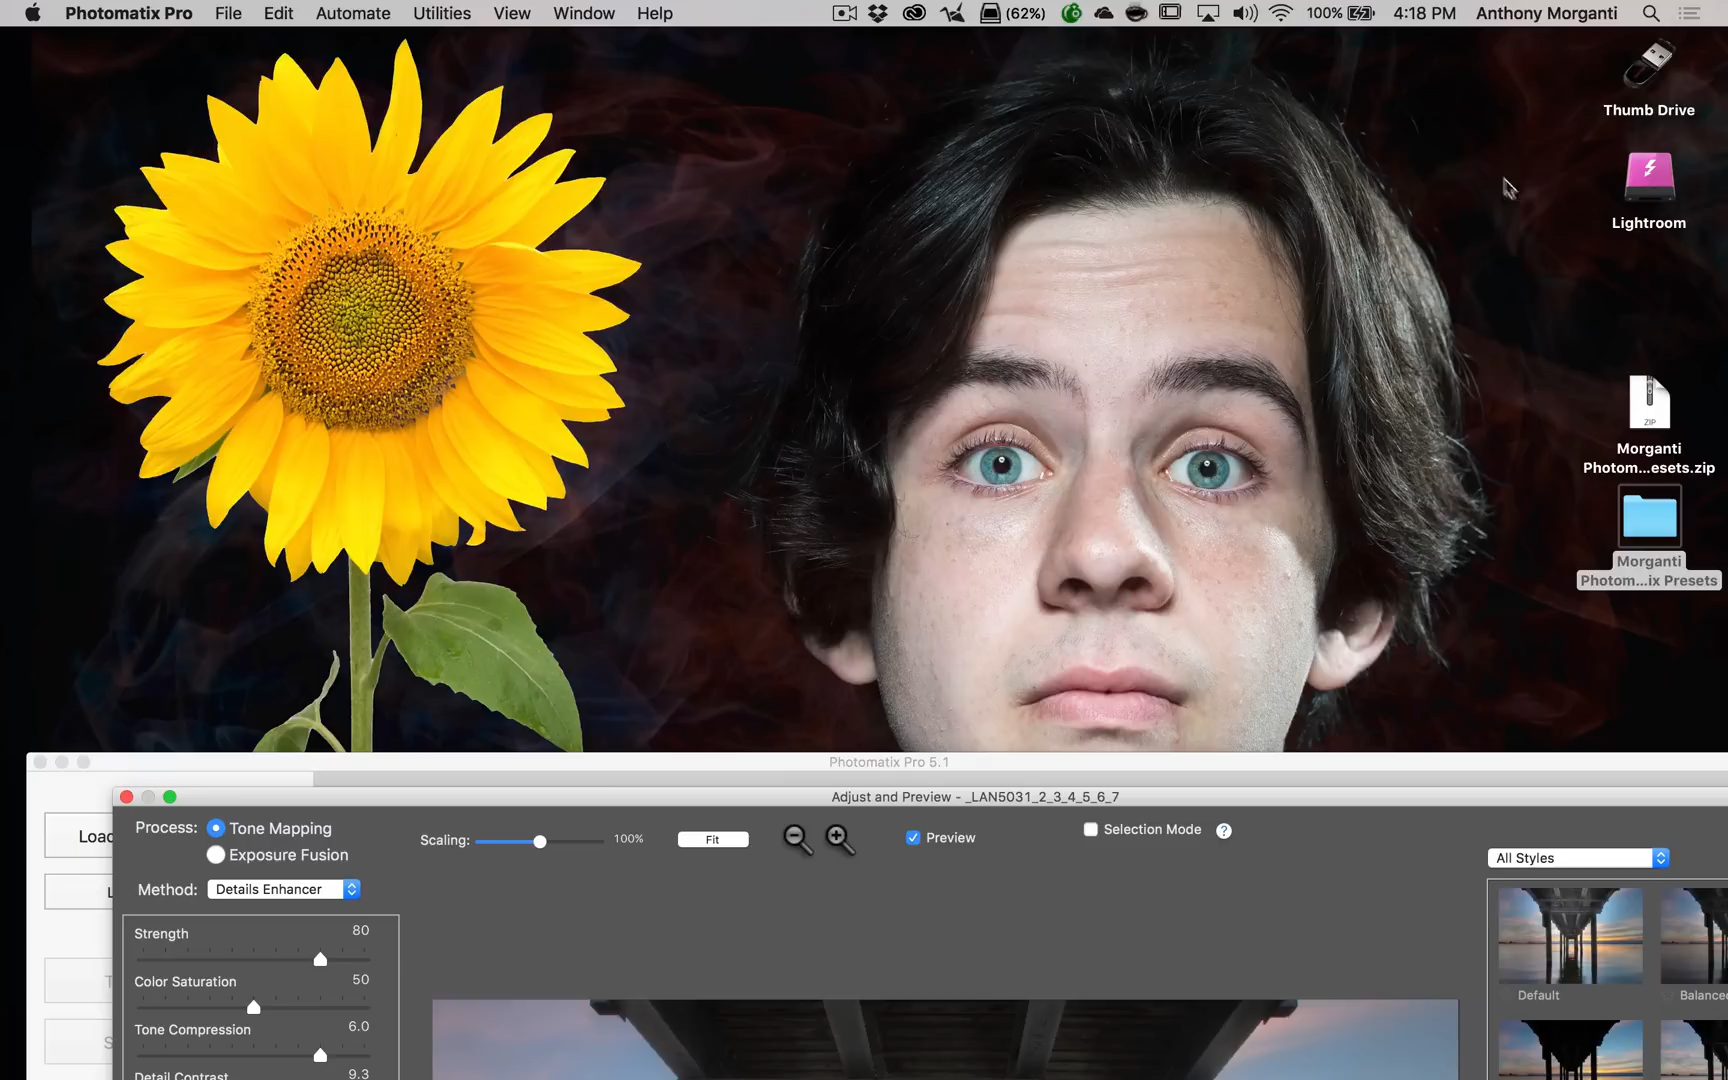 Photomatix Pro File Edit Automate Utilities View Window Help (62%) 100% 4:18 PM Anthony Morganti
Thumb Drive
Lightroom
ZIP
Morganti
Photom...esets.zip
Morganti
Photom...ix Presets
Photomatix Pro 5.1
Adjust and Preview - _LAN5031_2_3_4_5_6_7
Process: Tone Mapping
Exposure Fusion
Scaling: 100% Fit Preview Selection Mode ?
All Styles
Method: Details Enhancer
Strength 80
Color Saturation 50
Tone Compression 6.0
Detail Contrast 9.3
Default